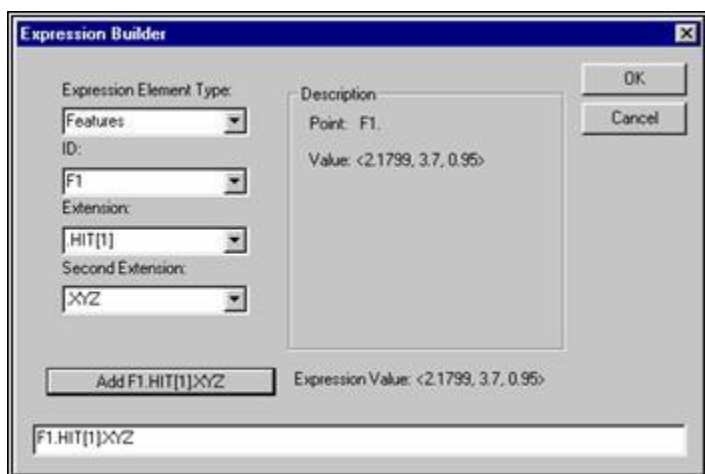 Expression Builder
Expression Element Type:
Features
ID:
F1
Extension:
.HIT[1]
Second Extension:
.XYZ
Description
Point: F1.
Value: <2.1799, 3.7, 0.95>
OK
Cancel
Add F1.HIT[1].XYZ
Expression Value: <2.1799, 3.7, 0.95>
F1.HIT[1].XYZ